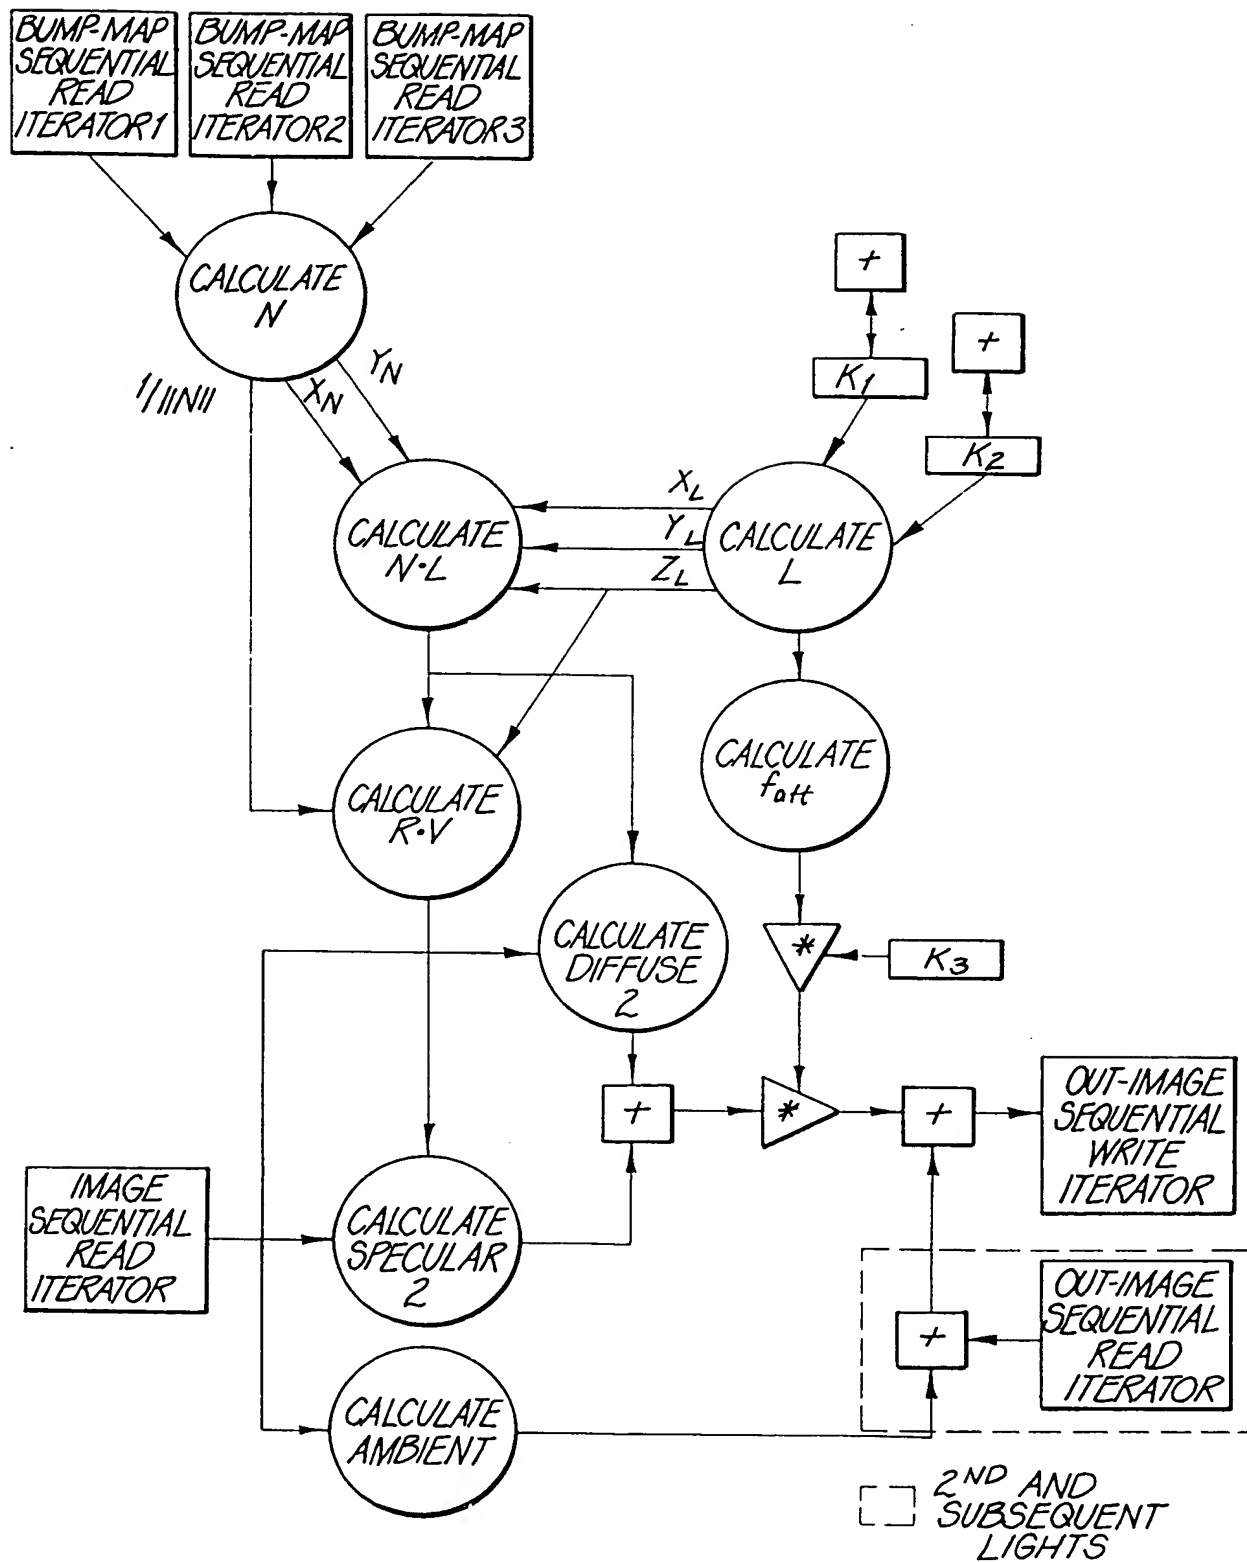 BUMP-MAP
SEQUENTIAL
READ
ITERATOR1
BUMP-MAP
SEQUENTIAL
READ
ITERATOR2
BUMP-MAP
SEQUENTIAL
READ
ITERATOR3
CALCULATE
N
+
+
K1
K2
1/||N||
XN
YN
CALCULATE
N·L
XL
YL
ZL
CALCULATE
L
CALCULATE
R·V
CALCULATE
fatt
CALCULATE
DIFFUSE
2
*
K3
+
*
+
OUT-IMAGE
SEQUENTIAL
WRITE
ITERATOR
IMAGE
SEQUENTIAL
READ
ITERATOR
CALCULATE
SPECULAR
2
+
OUT-IMAGE
SEQUENTIAL
READ
ITERATOR
CALCULATE
AMBIENT
2ND AND
SUBSEQUENT
LIGHTS